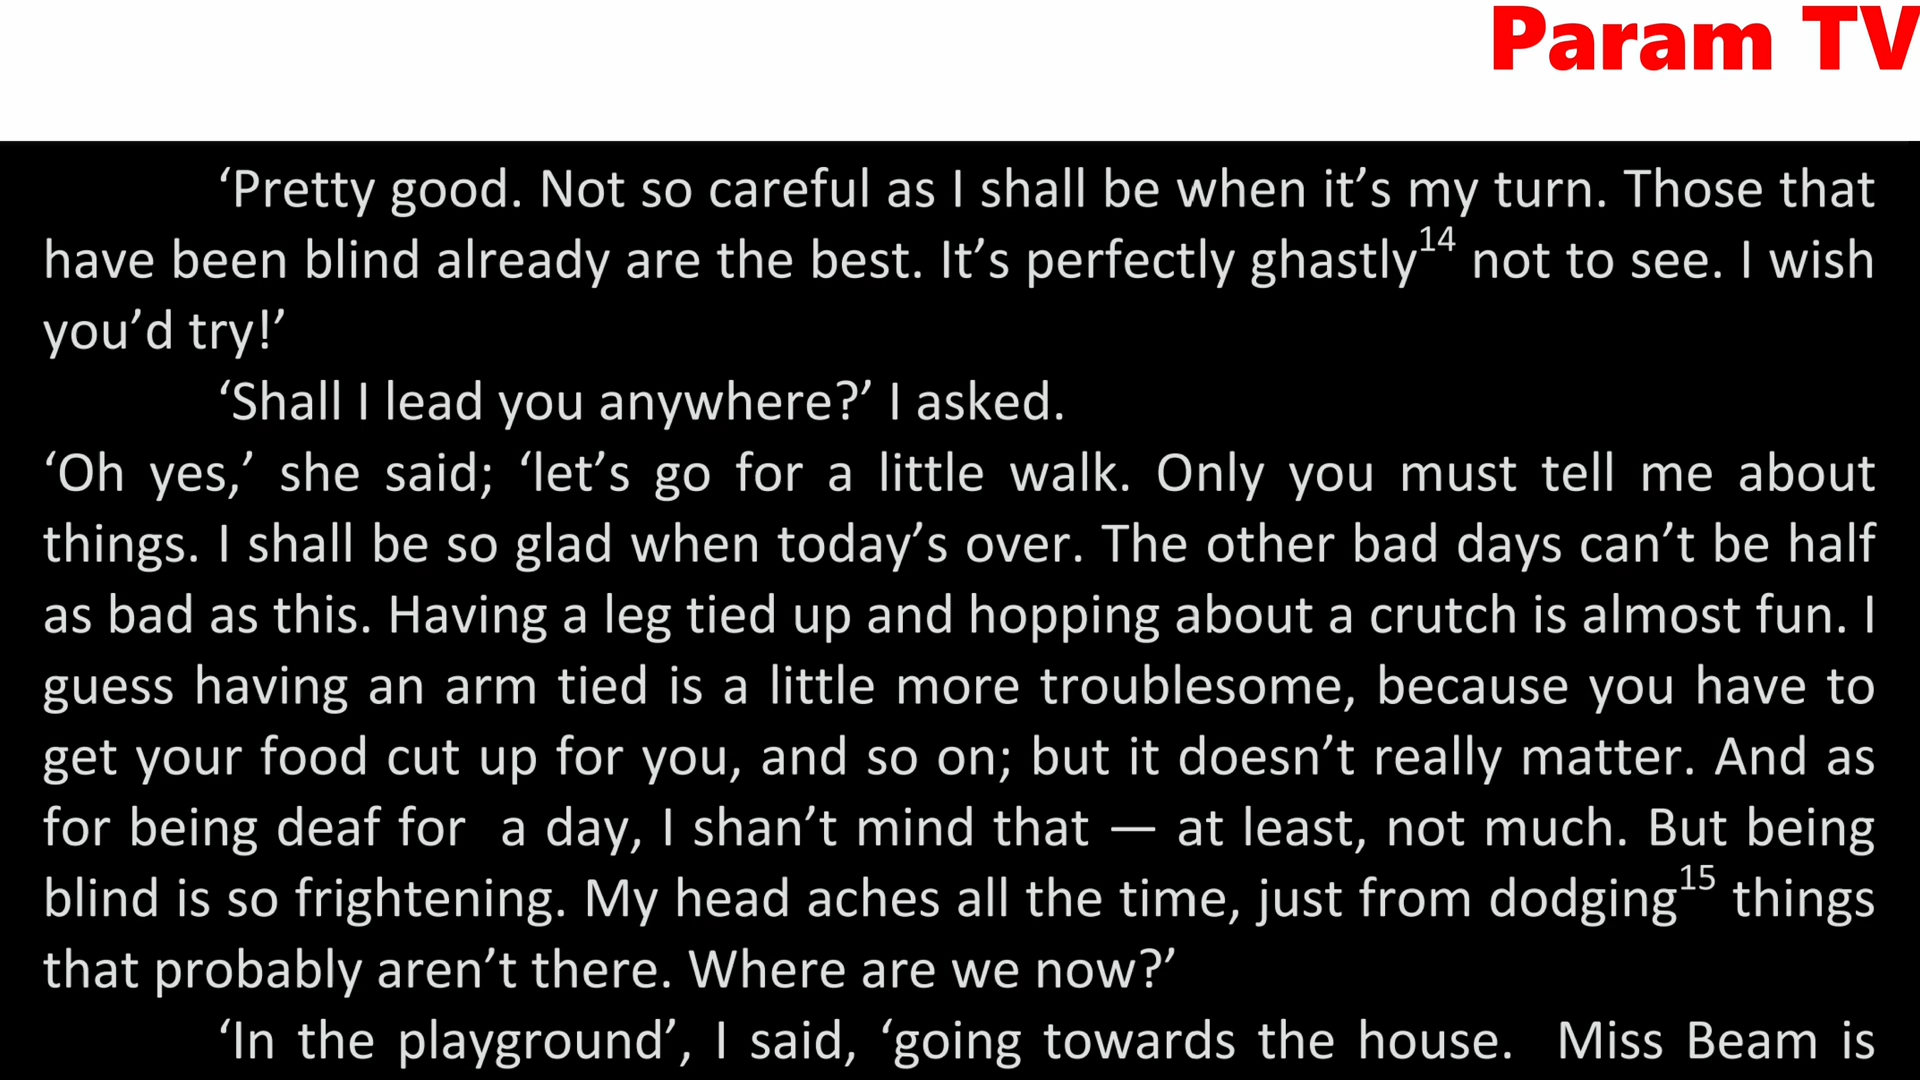 Param TV
‘Pretty good. Not so careful as I shall be when it’s my turn. Those that
have been blind already are the best. It’s perfectly ghastly¹⁴ not to see. I wish
you’d try!’
‘Shall I lead you anywhere?’ I asked.
‘Oh yes,’ she said; ‘let’s go for a little walk. Only you must tell me about
things. I shall be so glad when today’s over. The other bad days can’t be half
as bad as this. Having a leg tied up and hopping about a crutch is almost fun. I
guess having an arm tied is a little more troublesome, because you have to
get your food cut up for you, and so on; but it doesn’t really matter. And as
for being deaf for a day, I shan’t mind that — at least, not much. But being
blind is so frightening. My head aches all the time, just from dodging¹⁵ things
that probably aren’t there. Where are we now?’
‘In the playground’, I said, ‘going towards the house. Miss Beam is